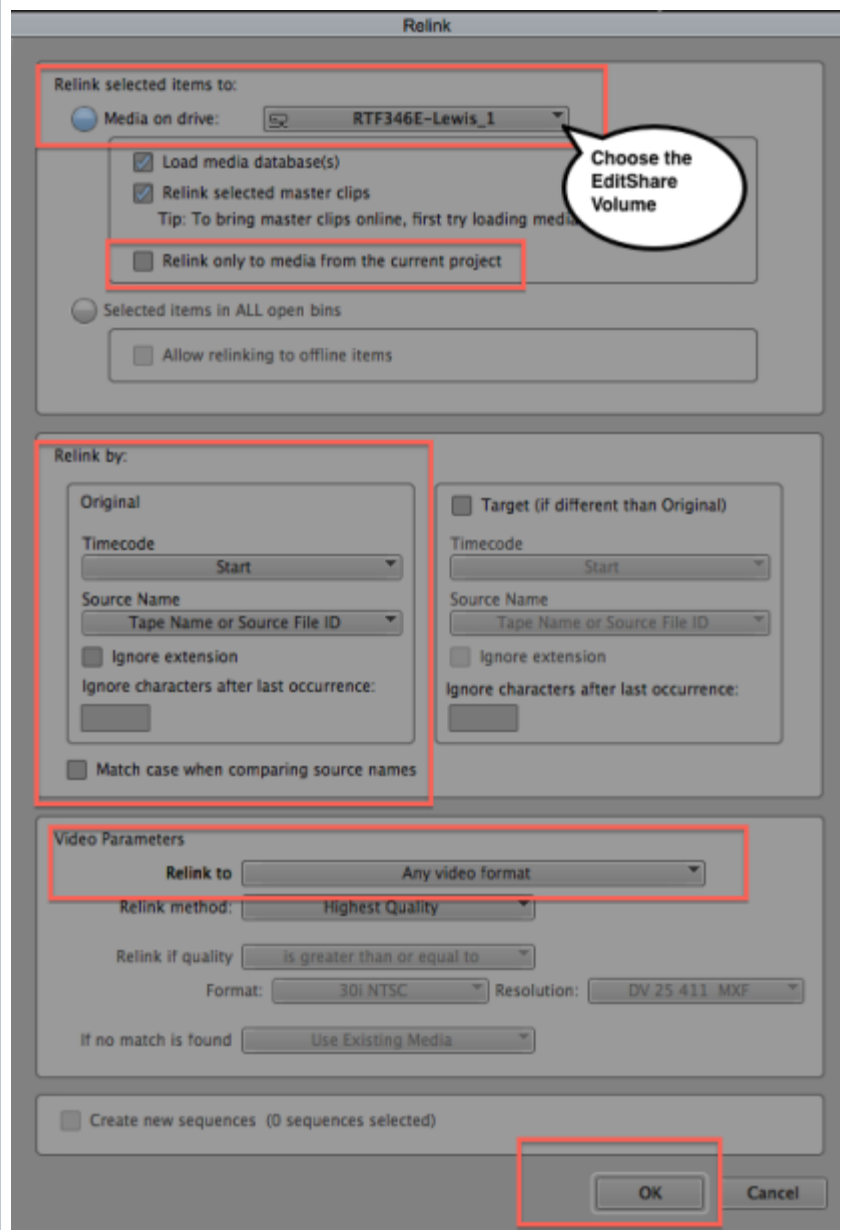 Relink
Relink selected items to:
Media on drive: RTF346E-Lewis_1
Choose the
EditShare
Volume
Load media database(s)
Relink selected master clips
Tip: To bring master clips online, first try loading media
Relink only to media from the current project
Selected items in ALL open bins
Allow relinking to offline items
Relink by:
Original
Timecode
Start
Source Name
Tape Name or Source File ID
Ignore extension
Ignore characters after last occurrence:
Match case when comparing source names
Target (if different than Original)
Timecode
Start
Source Name
Tape Name or Source File ID
Ignore extension
Ignore characters after last occurrence:
Video Parameters
Relink to Any video format
Relink method: Highest Quality
Relink if quality is greater than or equal to
Format: 30i NTSC Resolution: DV 25 411 MXF
If no match is found Use Existing Media
Create new sequences (0 sequences selected)
OK Cancel